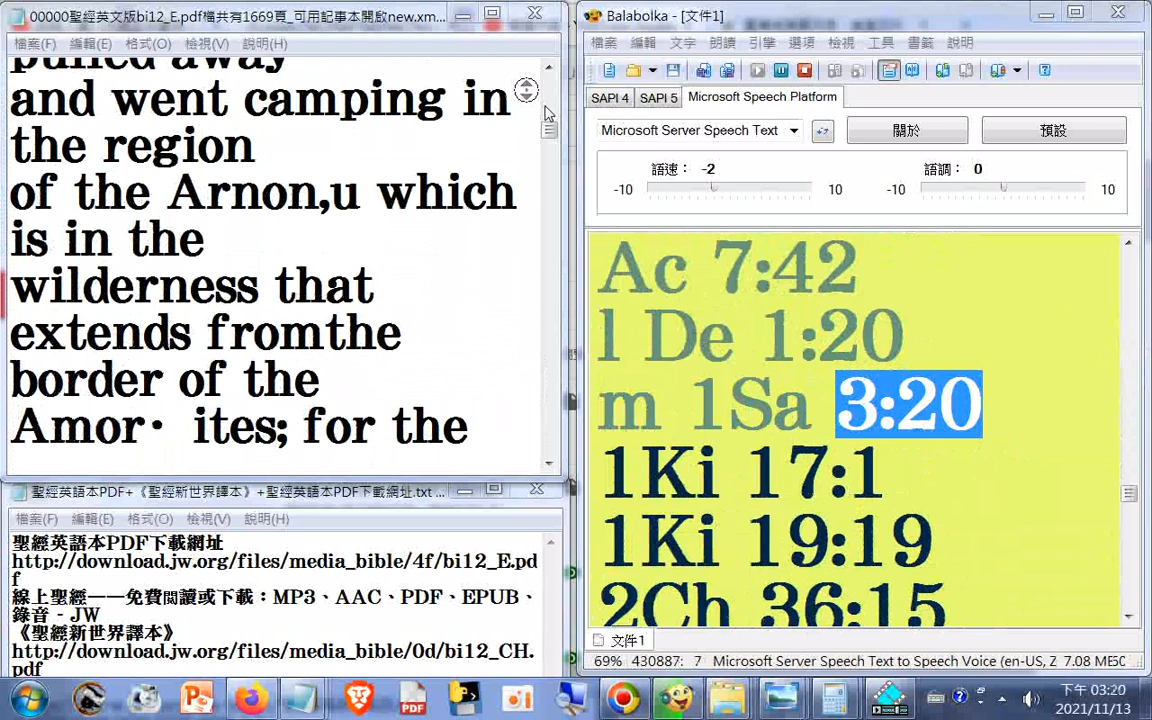 00000聖經英文版bi12_E.pdf檔共有1669頁_可用記事本開啟new.xm...
檔案(F) 編輯(E) 格式(O) 檢視(V) 說明(H)
pulled away
and went camping in
the region
of the Arnon,u which
is in the
wilderness that
extends fromthe
border of the
Amor· ites; for the
聖經英語本PDF+《聖經新世界譯本》+聖經英語本PDF下載網址.txt ...
檔案(F) 編輯(E) 格式(O) 檢視(V) 說明(H)
聖經英語本PDF下載網址
http://download.jw.org/files/media_bible/4f/bi12_E.pd
f
線上聖經——免費閱讀或下載：MP3、AAC、PDF、EPUB、
錄音 - JW
《聖經新世界譯本》
http://download.jw.org/files/media_bible/0d/bi12_CH.
pdf
Balabolka - [文件1]
檔案 編輯 文字 朗讀 引擎 選項 檢視 工具 書籤 說明
SAPI 4 SAPI 5 Microsoft Speech Platform
Microsoft Server Speech Text 關於 預設
語速： -2 語調： 0
-10 10 -10 10
Ac 7:42
l De 1:20
m 1Sa 3:20
1Ki 17:1
1Ki 19:19
2Ch 36:15
文件1
69% 430887: 7 Microsoft Server Speech Text to Speech Voice (en-US, Z 7.08 ME50
PDF
下午 03:20
2021/11/13